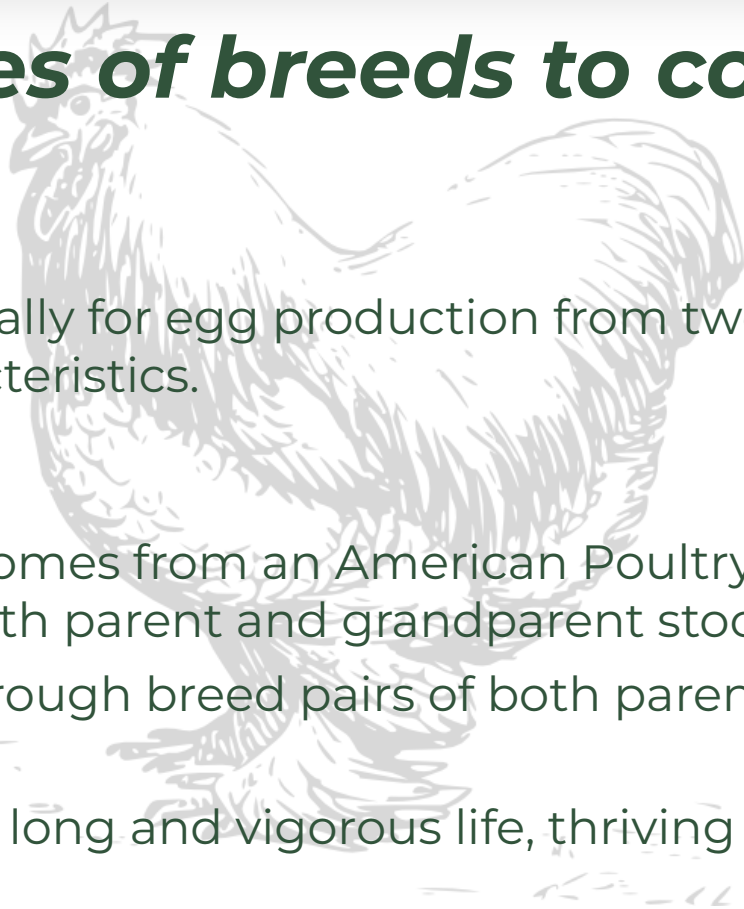 es of breeds to co
ally for egg production from tw
cteristics.
omes from an American Poultry
th parent and grandparent stoc
rough breed pairs of both paren
long and vigorous life, thriving